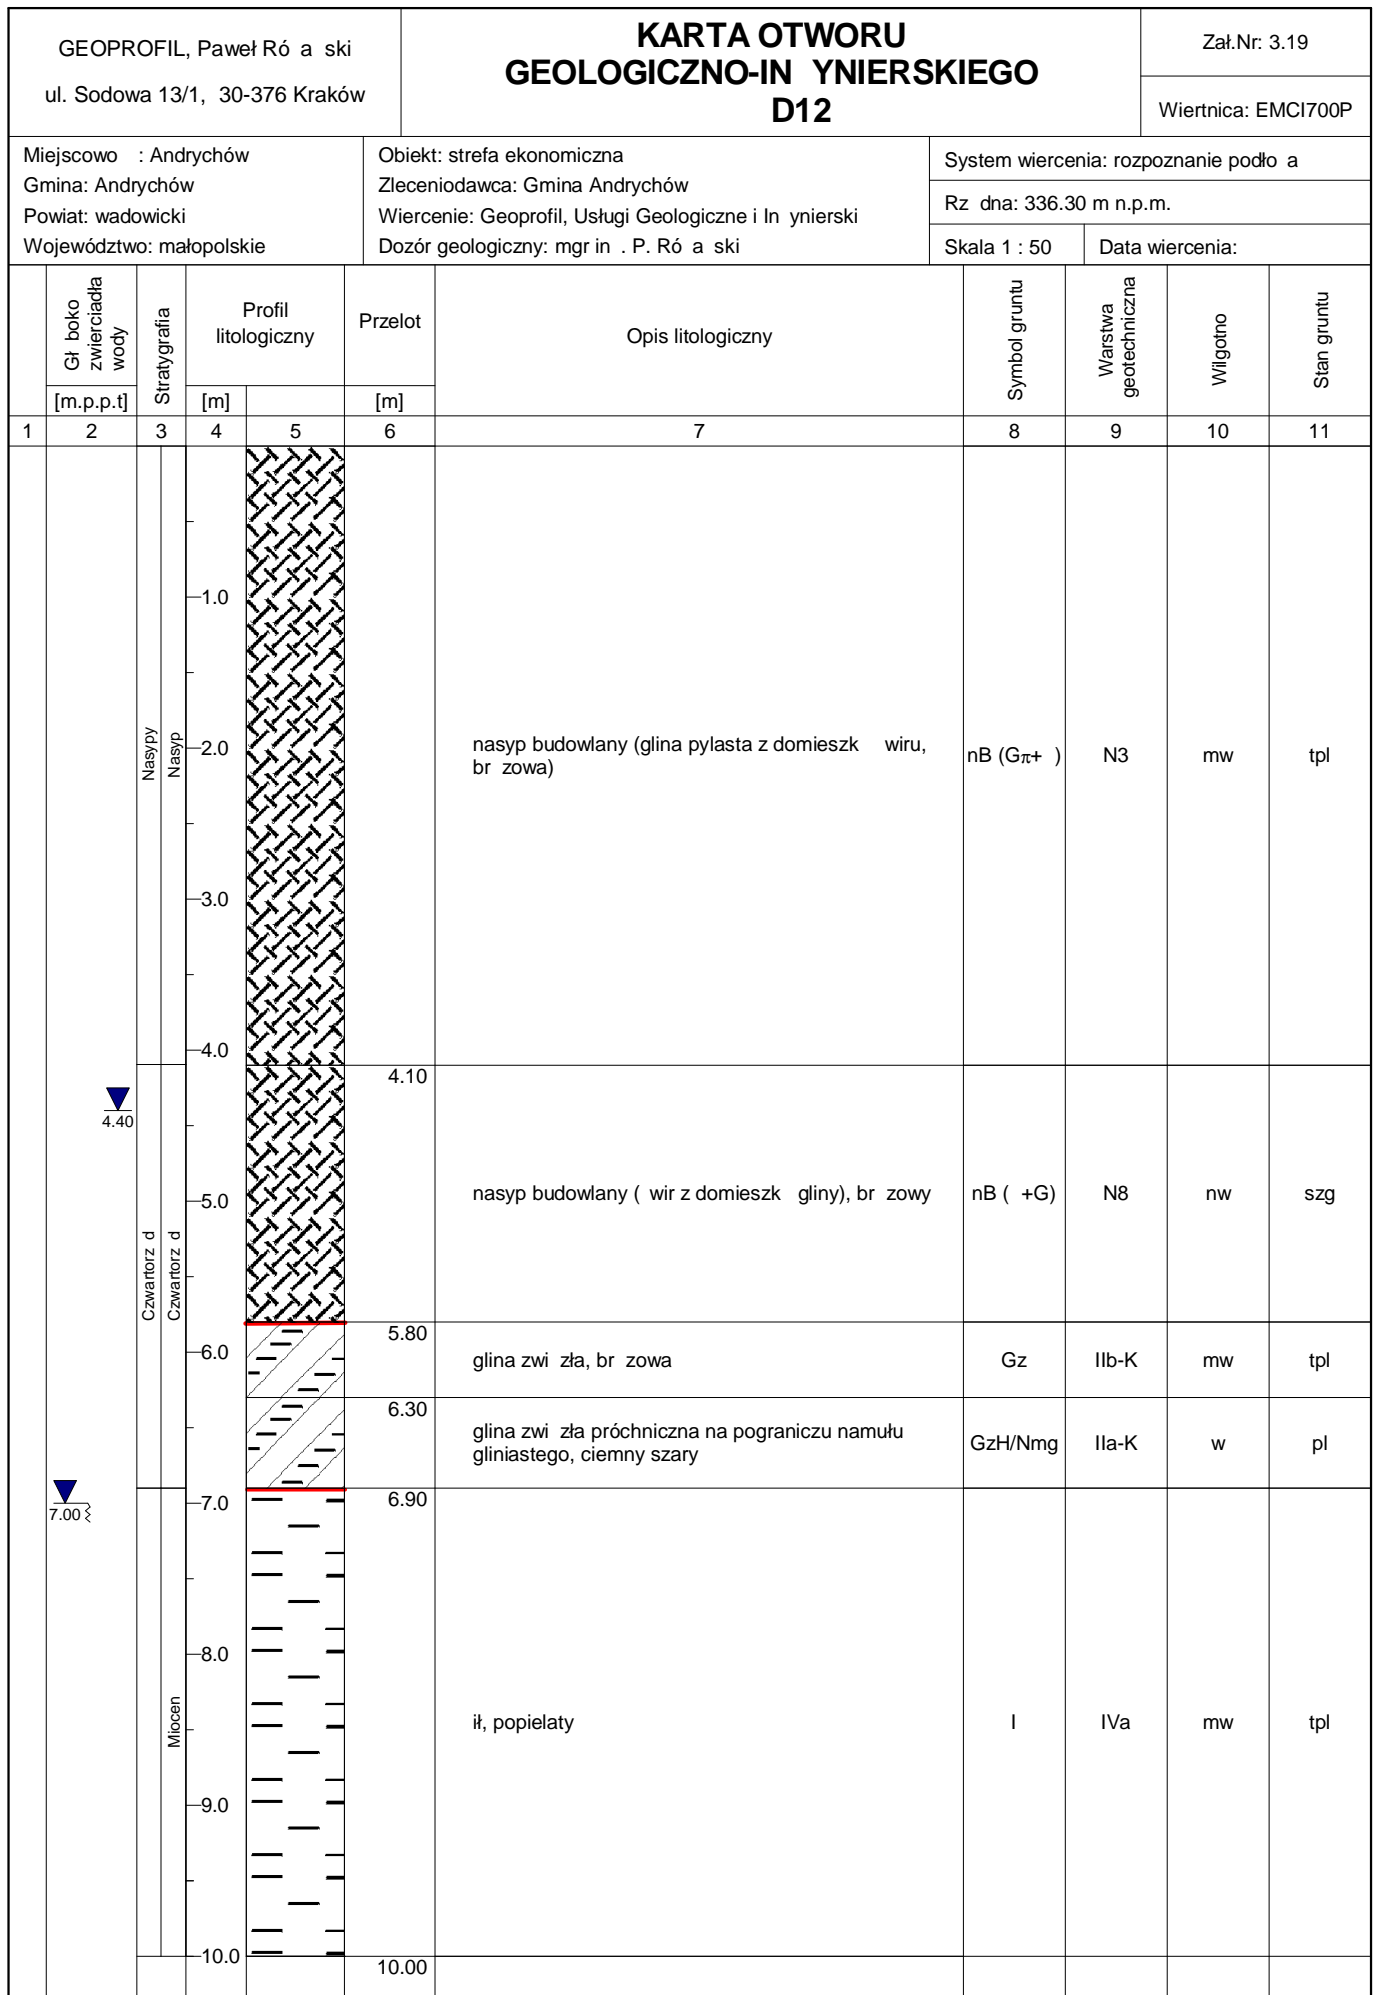 GEOPROFIL, Paweł Ró a ski
ul. Sodowa 13/1, 30-376 Kraków
KARTA OTWORU
GEOLOGICZNO-IN YNIERSKIEGO
D12
Zał.Nr: 3.19
Wiertnica: EMCI700P
Miejscowo : Andrychów
Gmina: Andrychów
Powiat: wadowicki
Województwo: małopolskie
Obiekt: strefa ekonomiczna
Zleceniodawca: Gmina Andrychów
Wiercenie: Geoprofil, Usługi Geologiczne i In ynierski
Dozór geologiczny: mgr in . P. Ró a ski
System wiercenia: rozpoznanie podło a
Rz dna: 336.30 m n.p.m.
Skala 1 : 50
Data wiercenia:
Gł boko
zwierciadła
wody
[m.p.p.t]
Stratygrafia
Profil
litologiczny
[m]
Przelot
[m]
Opis litologiczny
Symbol gruntu
Warstwa
geotechniczna
Wilgotno
Stan gruntu
1 2 3 4 5 6 7 8 9 10 11
Nasypy
Nasyp
1.0
2.0
3.0
4.0
nasyp budowlany (glina pylasta z domieszk wiru,
br zowa)
nB (Gπ+ ) N3 mw tpl
4.10
4.40
Czwartorz d
Czwartorz d
5.0
nasyp budowlany ( wir z domieszk gliny), br zowy
nB ( +G) N8 nw szg
5.80
6.0
glina zwi zła, br zowa
Gz IIb-K mw tpl
6.30
glina zwi zła próchniczna na pograniczu namułu
gliniastego, ciemny szary
GzH/Nmg IIa-K w pl
6.90
7.00
7.0
8.0
Miocen
9.0
10.0
ił, popielaty
I IVa mw tpl
10.00